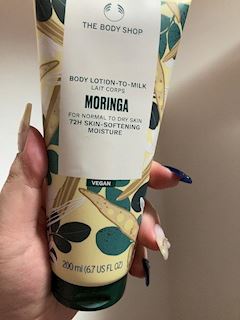 THE BODY SHOP
BODY LOTION-TO-MILK
LAIT CORPS
MORINGA
FOR NORMAL TO DRY SKIN
72H SKIN-SOFTENING
MOISTURE
VEGAN
200 ml (6.7 US FL OZ)